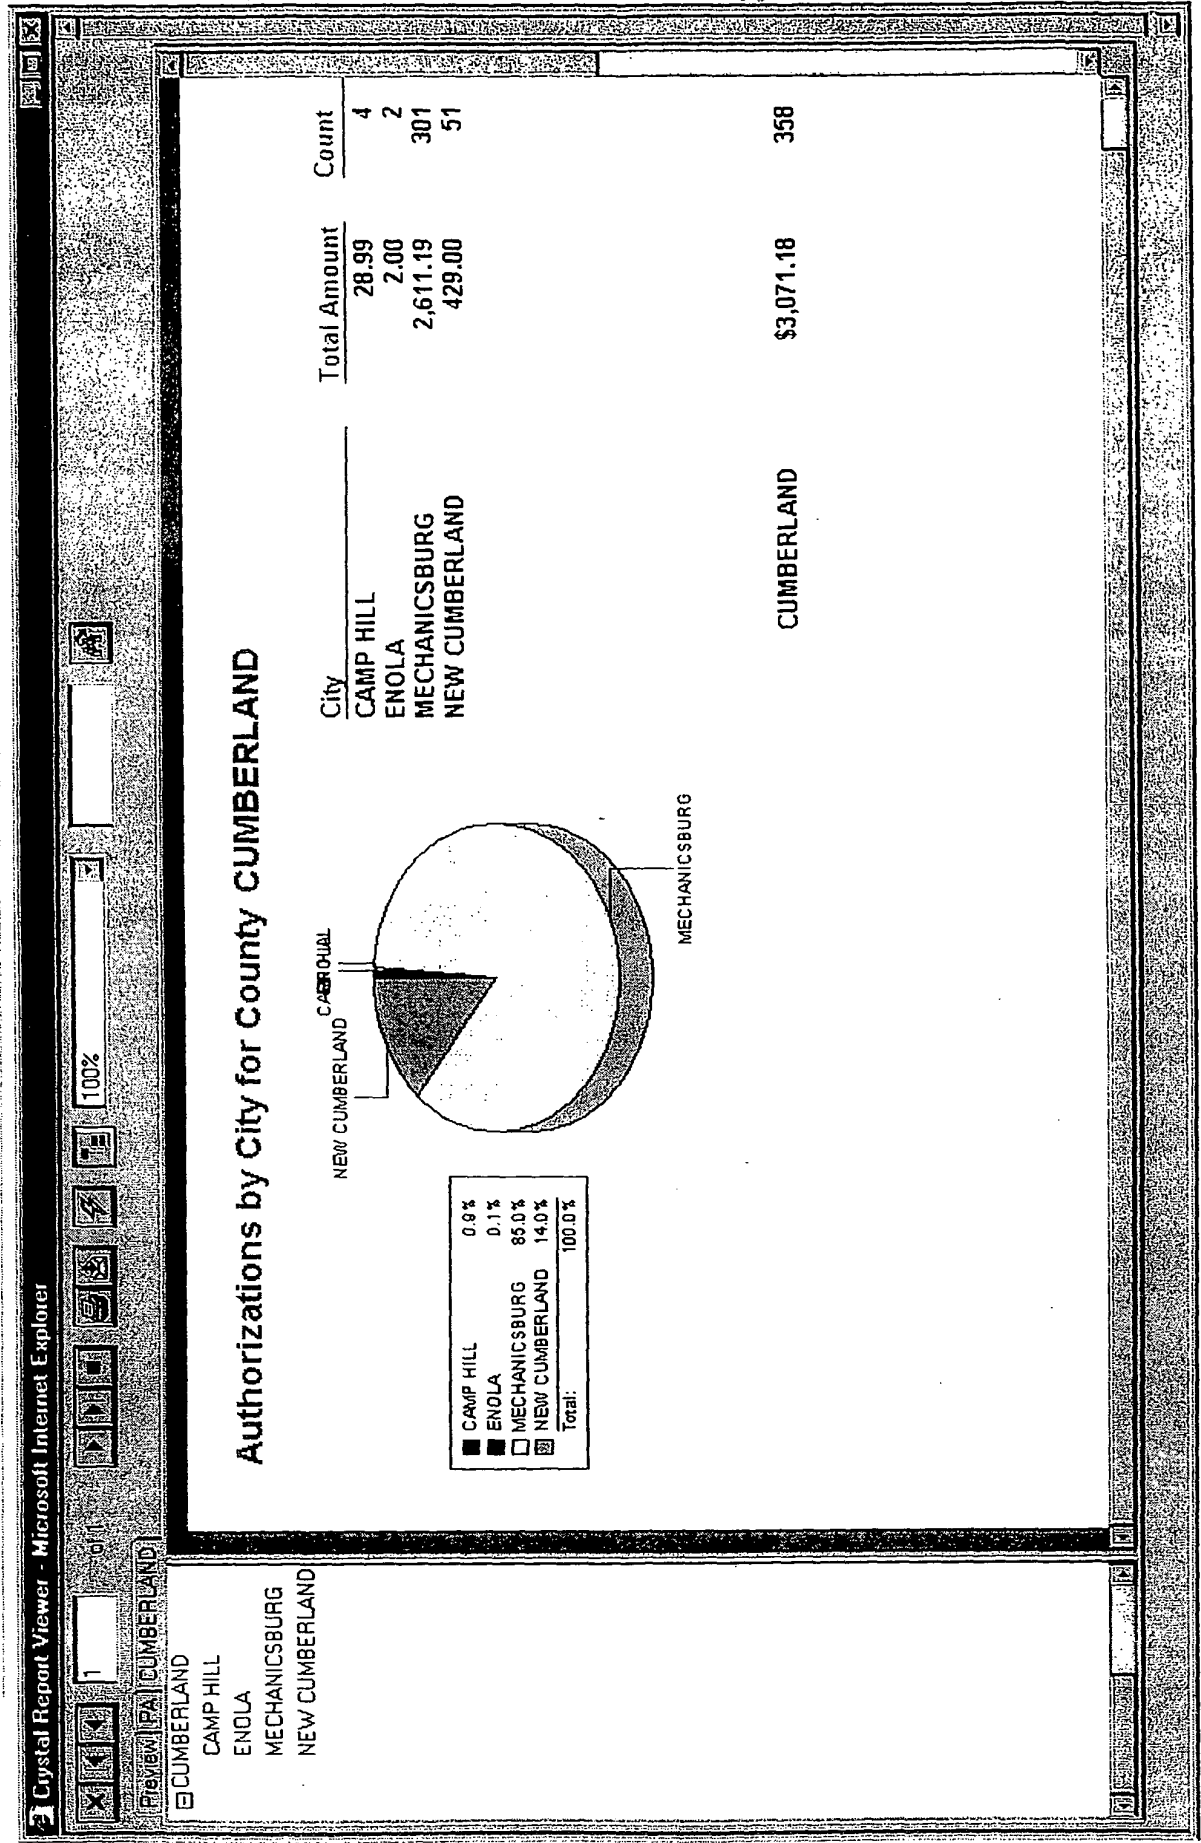 Crystal Report Viewer - Microsoft Internet Explorer
1 of 1 100%
Preview PA CUMBERLAND
CUMBERLAND
CAMP HILL
ENOLA
MECHANICSBURG
NEW CUMBERLAND
Authorizations by City for County CUMBERLAND
CAMP HILL 0.9%
ENOLA 0.1%
MECHANICSBURG 85.0%
NEW CUMBERLAND 14.0%
Total: 100.0%
NEW CUMBERLAND
MECHANICSBURG
City Total Amount Count
CAMP HILL 28.99 4
ENOLA 2.00 2
MECHANICSBURG 2,611.19 301
NEW CUMBERLAND 429.00 51
CUMBERLAND $3,071.18 358